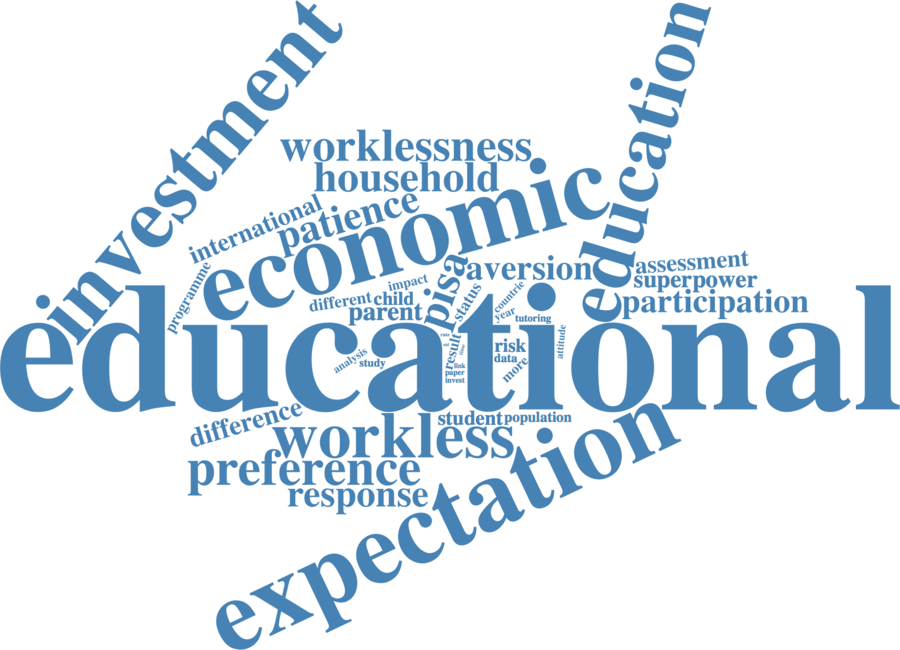 investment
education
worklessness
household
international
patience
economic
programme
pisa
aversion
assessment
superpower
participation
impact
different
child
parent
status
countrie
year
tutoring
attitude
educational
result
risk
data
more
analysis
study
link
paper
invest
difference
workless
student
population
preference
response
expectation